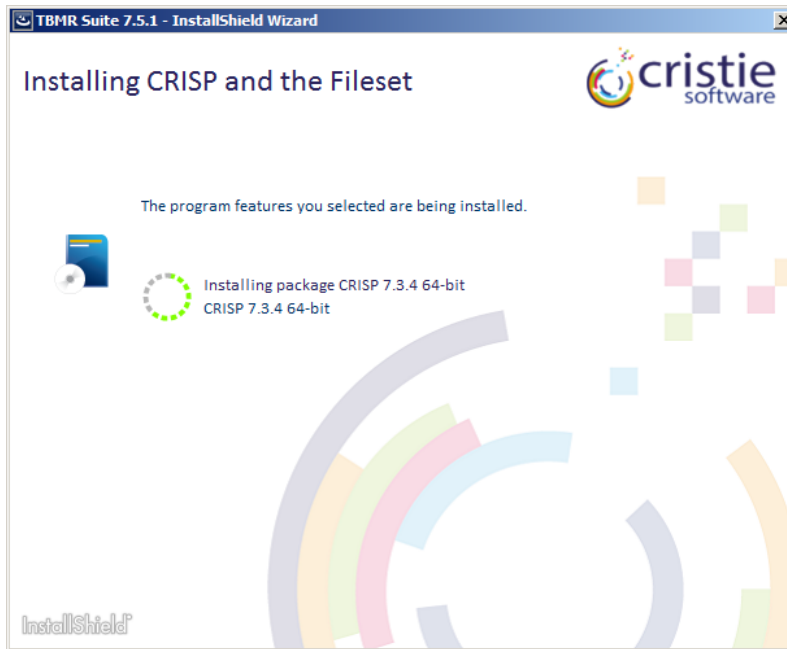 TBMR Suite 7.5.1 - InstallShield Wizard
Installing CRISP and the Fileset
cristie
software
The program features you selected are being installed.
Installing package CRISP 7.3.4 64-bit
CRISP 7.3.4 64-bit
InstallShield